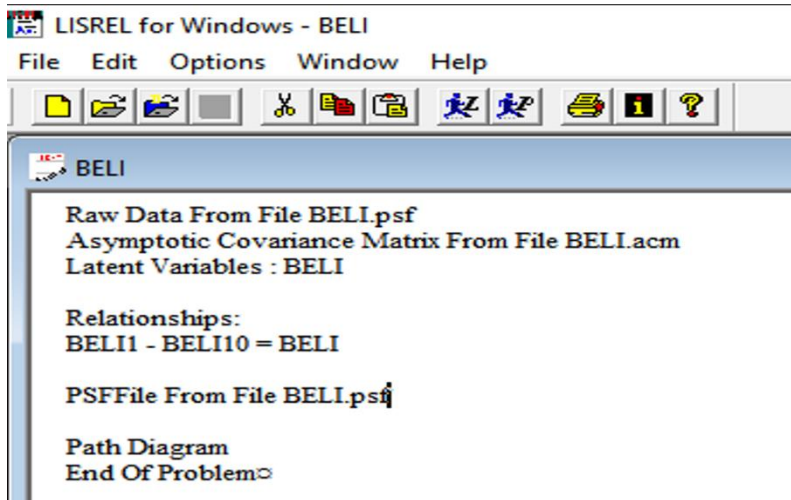 LISREL for Windows - BELI
File Edit Options Window Help
BELI
Raw Data From File BELI.psf
Asymptotic Covariance Matrix From File BELI.acm
Latent Variables : BELI
Relationships:
BELI1 - BELI10 = BELI
PSFFile From File BELI.psf
Path Diagram
End Of Problem¤